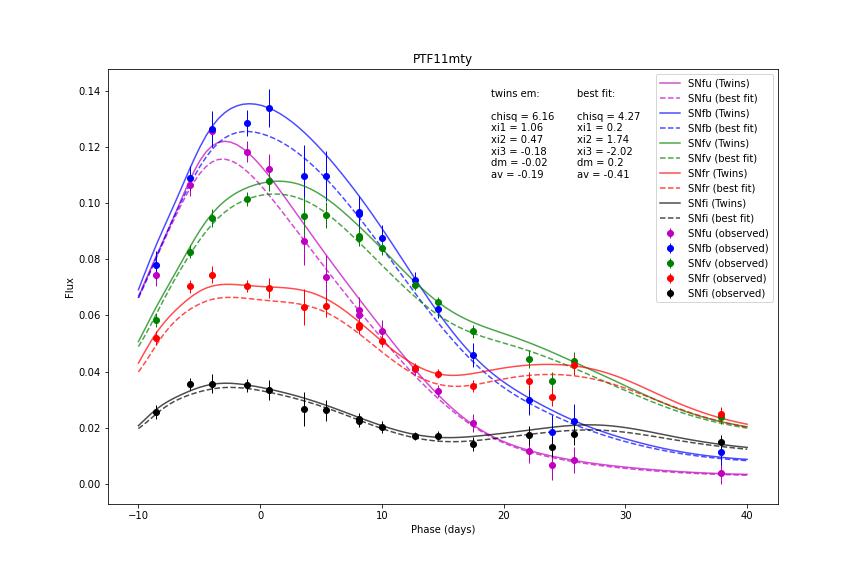 PTF11mty
0.14
0.12
0.10
0.08
0.06
0.04
0.02
0.00
Flux
−10
0
10
20
30
40
Phase (days)
twins em:
chisq = 6.16
xi1 = 1.06
xi2 = 0.47
xi3 = -0.18
dm = -0.02
av = -0.19
best fit:
chisq = 4.27
xi1 = 0.2
xi2 = 1.74
xi3 = -2.02
dm = 0.2
av = -0.41
SNfu (Twins)
SNfu (best fit)
SNfb (Twins)
SNfb (best fit)
SNfv (Twins)
SNfv (best fit)
SNfr (Twins)
SNfr (best fit)
SNfi (Twins)
SNfi (best fit)
SNfu (observed)
SNfb (observed)
SNfv (observed)
SNfr (observed)
SNfi (observed)